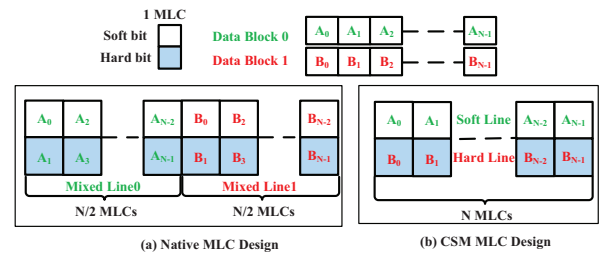 1 MLC
Soft bit
Hard bit
Data Block 0 A0 A1 A2 AN-1
Data Block 1 B0 B1 B2 BN-1
A0 A2 AN-2 B0 B2 BN-2
A1 A3 AN-1 B1 B3 BN-1
Mixed Line0 Mixed Line1
N/2 MLCs N/2 MLCs
(a) Native MLC Design
A0 A1 Soft Line AN-2 AN-1
B0 B1 Hard Line BN-2 BN-1
N MLCs
(b) CSM MLC Design